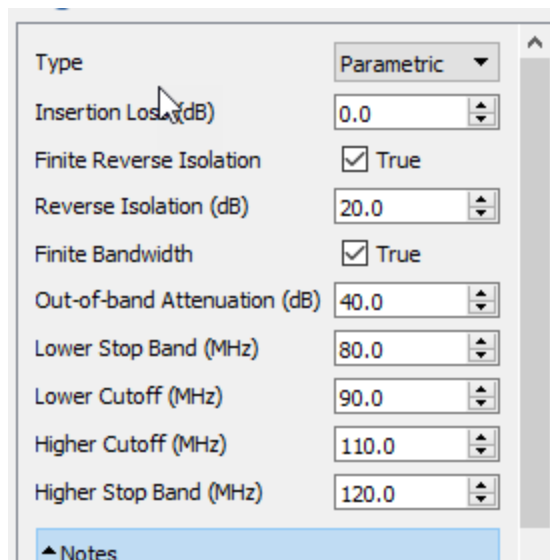 Type Parametric
Insertion Loss (dB) 0.0
Finite Reverse Isolation True
Reverse Isolation (dB) 20.0
Finite Bandwidth True
Out-of-band Attenuation (dB) 40.0
Lower Stop Band (MHz) 80.0
Lower Cutoff (MHz) 90.0
Higher Cutoff (MHz) 110.0
Higher Stop Band (MHz) 120.0
Notes